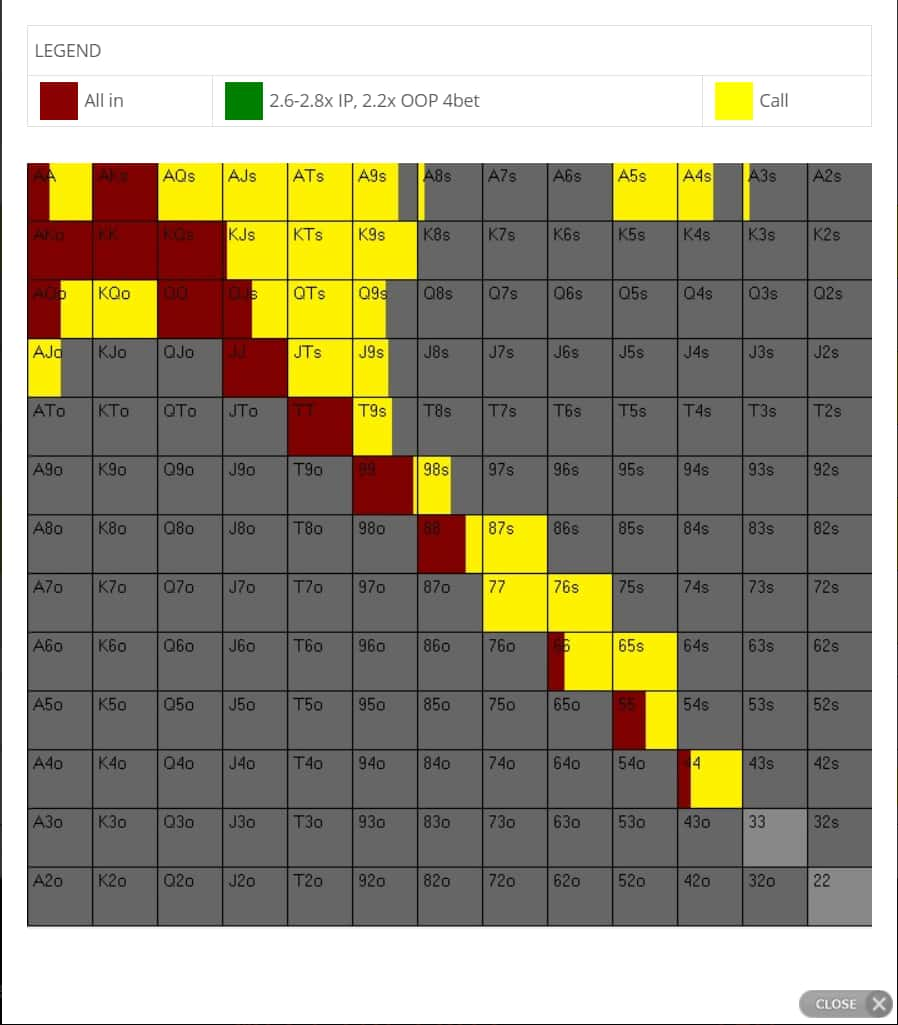 LEGEND
All in 2.6-2.8x IP, 2.2x OOP 4bet Call
AA AKs AQs AJs ATs A9s A8s A7s A6s A5s A4s A3s A2s
AKo KK KQs KJs KTs K9s K8s K7s K6s K5s K4s K3s K2s
AQo KQo QQ QJs QTs Q9s Q8s Q7s Q6s Q5s Q4s Q3s Q2s
AJo KJo QJo JJ JTs J9s J8s J7s J6s J5s J4s J3s J2s
ATo KTo QTo JTo TT T9s T8s T7s T6s T5s T4s T3s T2s
A9o K9o Q9o J9o T9o 99 98s 97s 96s 95s 94s 93s 92s
A8o K8o Q8o J8o T8o 98o 88 87s 86s 85s 84s 83s 82s
A7o K7o Q7o J7o T7o 97o 87o 77 76s 75s 74s 73s 72s
A6o K6o Q6o J6o T6o 96o 86o 76o 66 65s 64s 63s 62s
A5o K5o Q5o J5o T5o 95o 85o 75o 65o 55 54s 53s 52s
A4o K4o Q4o J4o T4o 94o 84o 74o 64o 54o 44 43s 42s
A3o K3o Q3o J3o T3o 93o 83o 73o 63o 53o 43o 33 32s
A2o K2o Q2o J2o T2o 92o 82o 72o 62o 52o 42o 32o 22
CLOSE